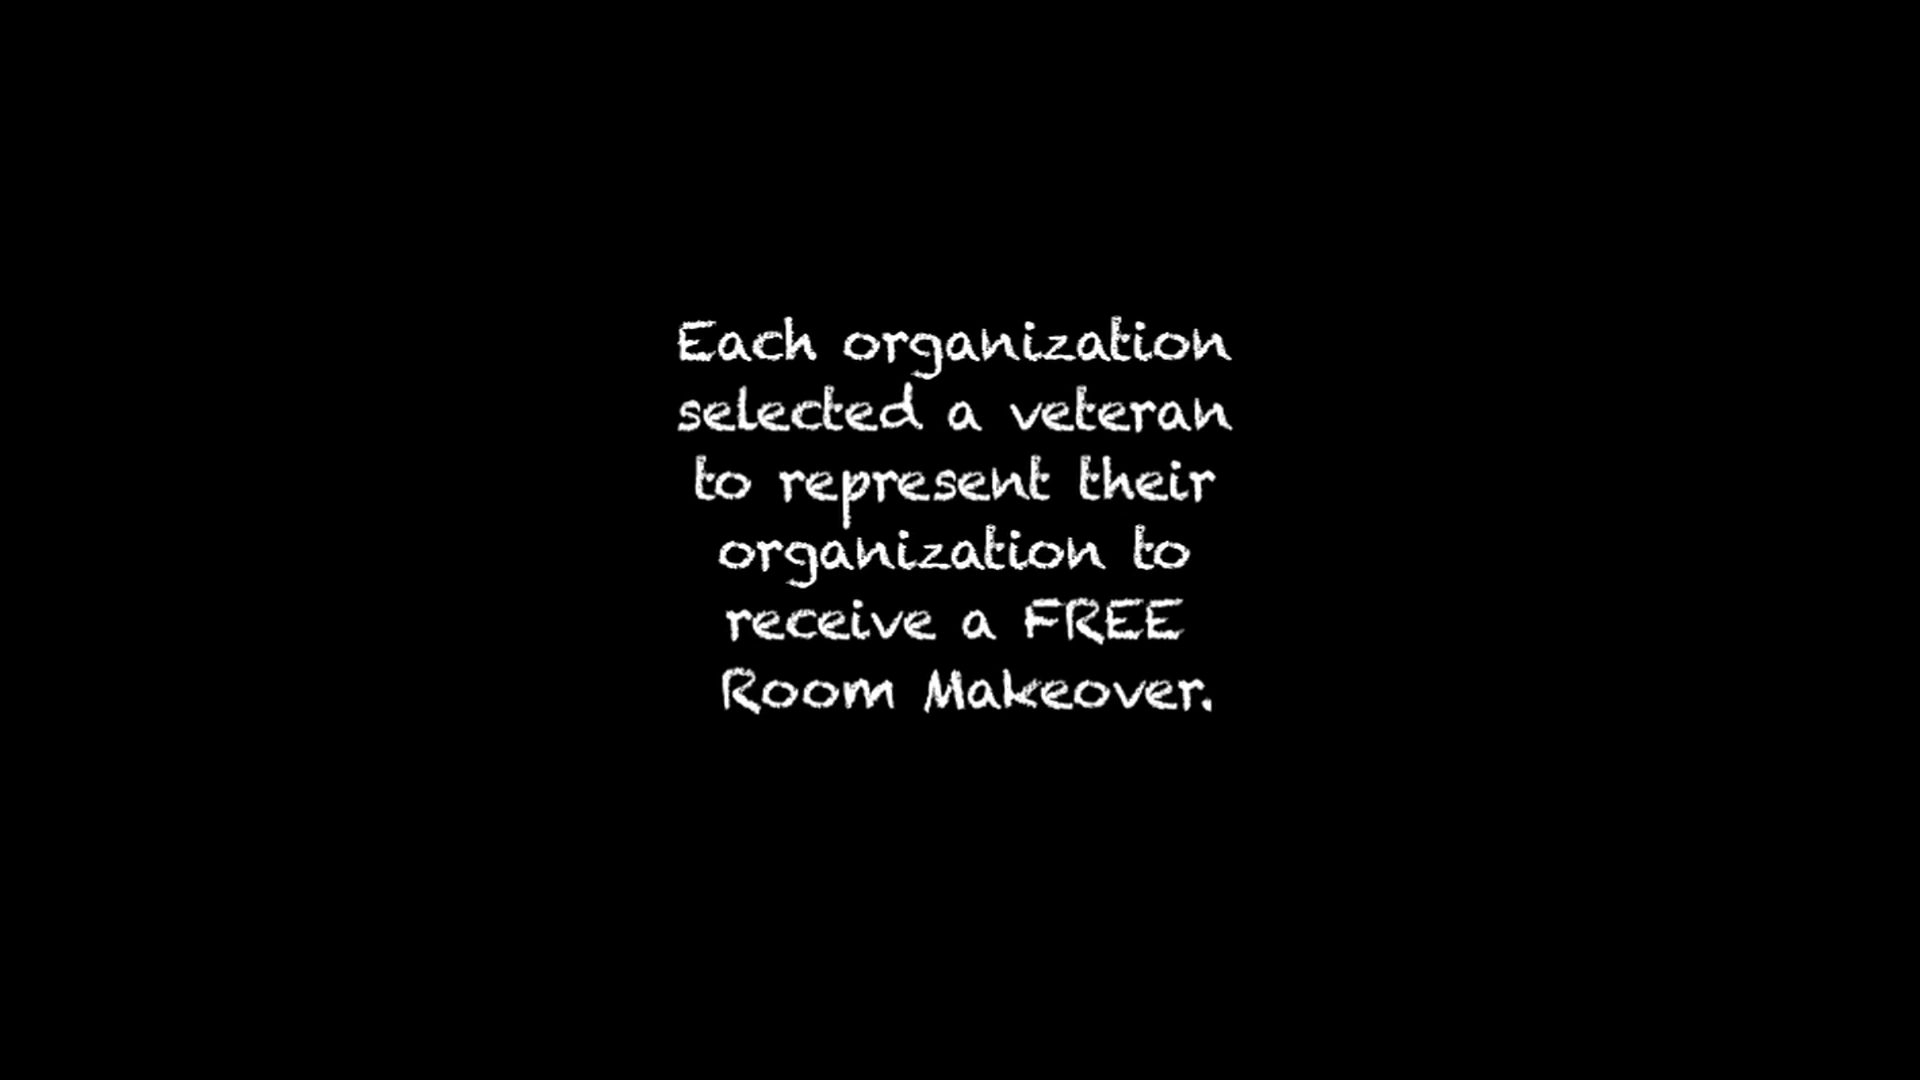 Each organization
selected a veteran
to represent their
organization to
receive a FREE
Room Makeover.